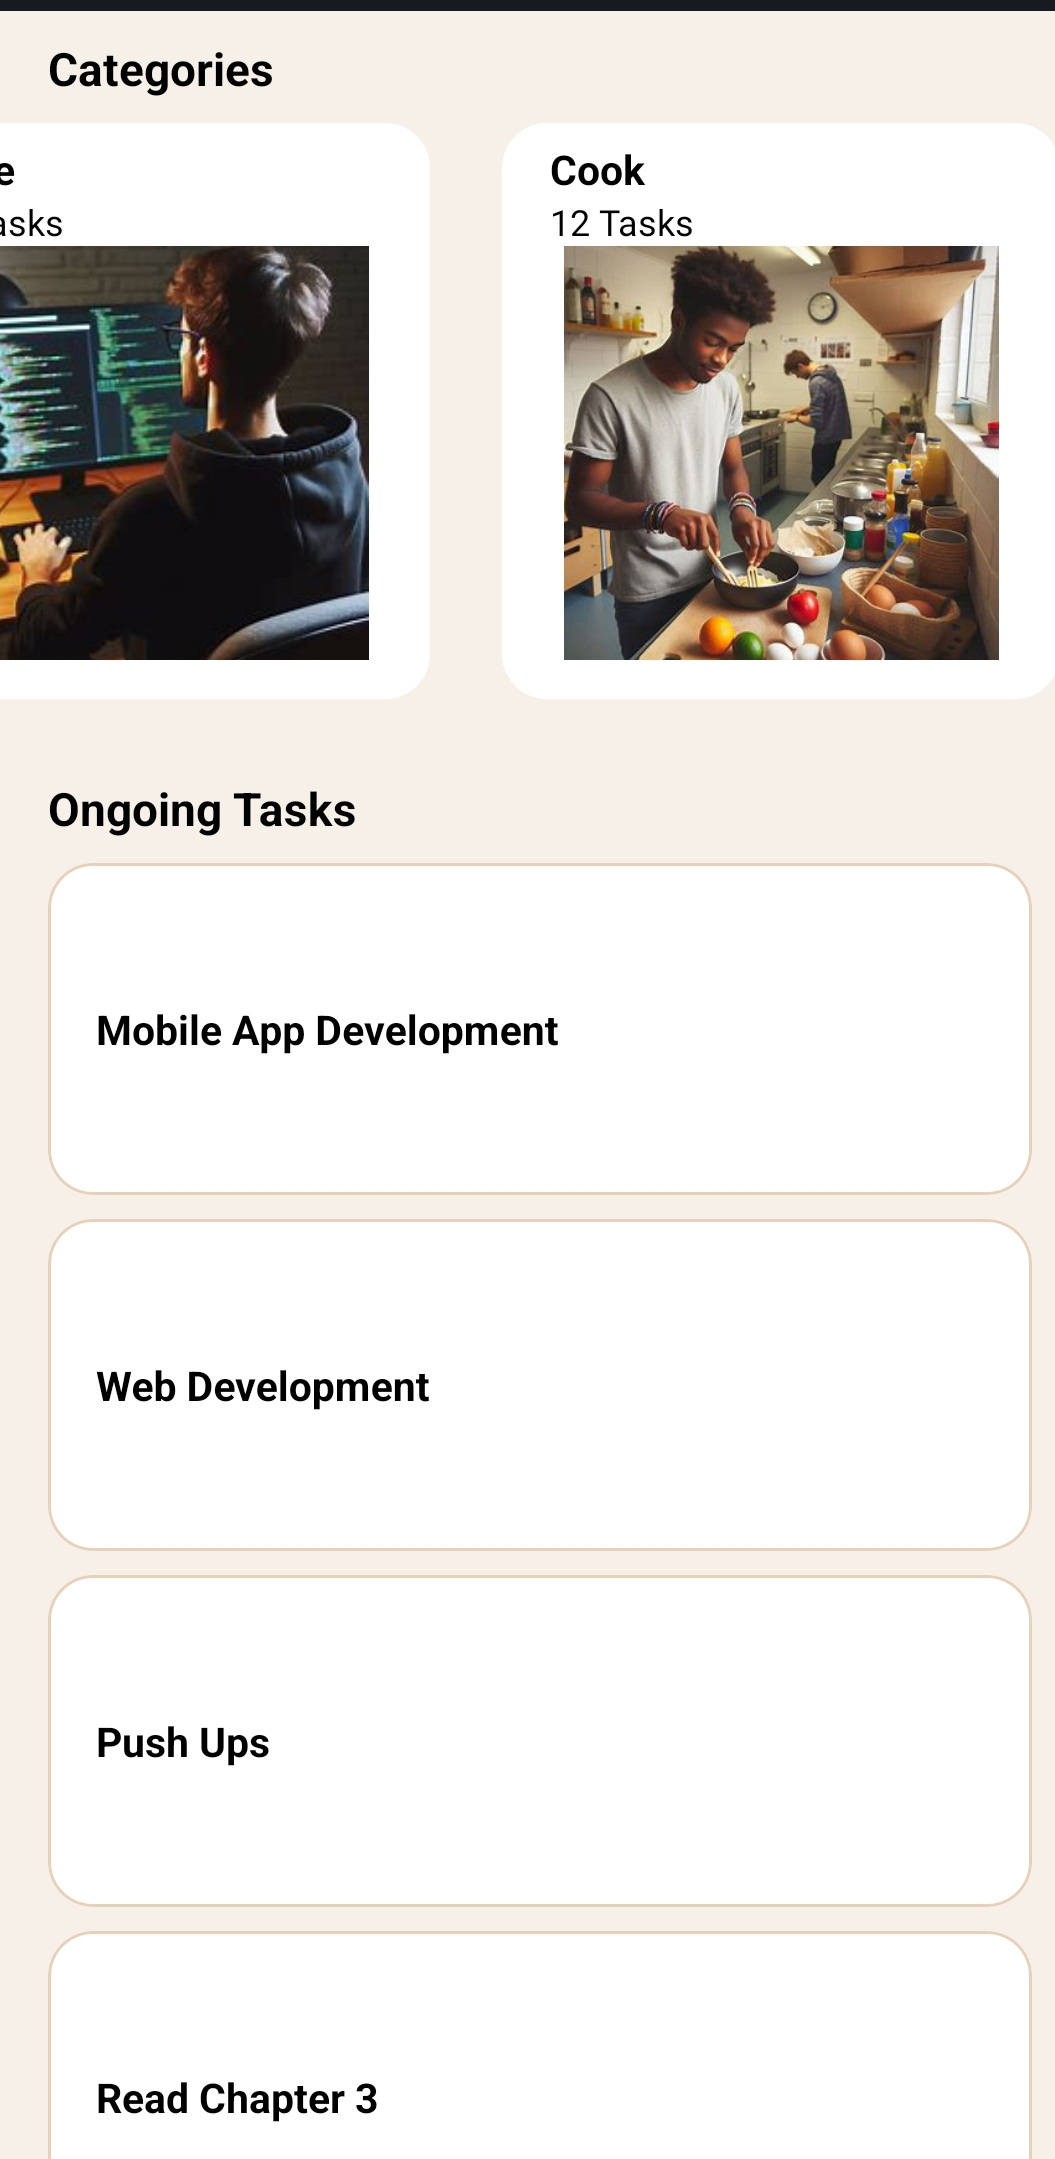 Categories
e
asks
Cook
12 Tasks
Ongoing Tasks
Mobile App Development
Web Development
Push Ups
Read Chapter 3